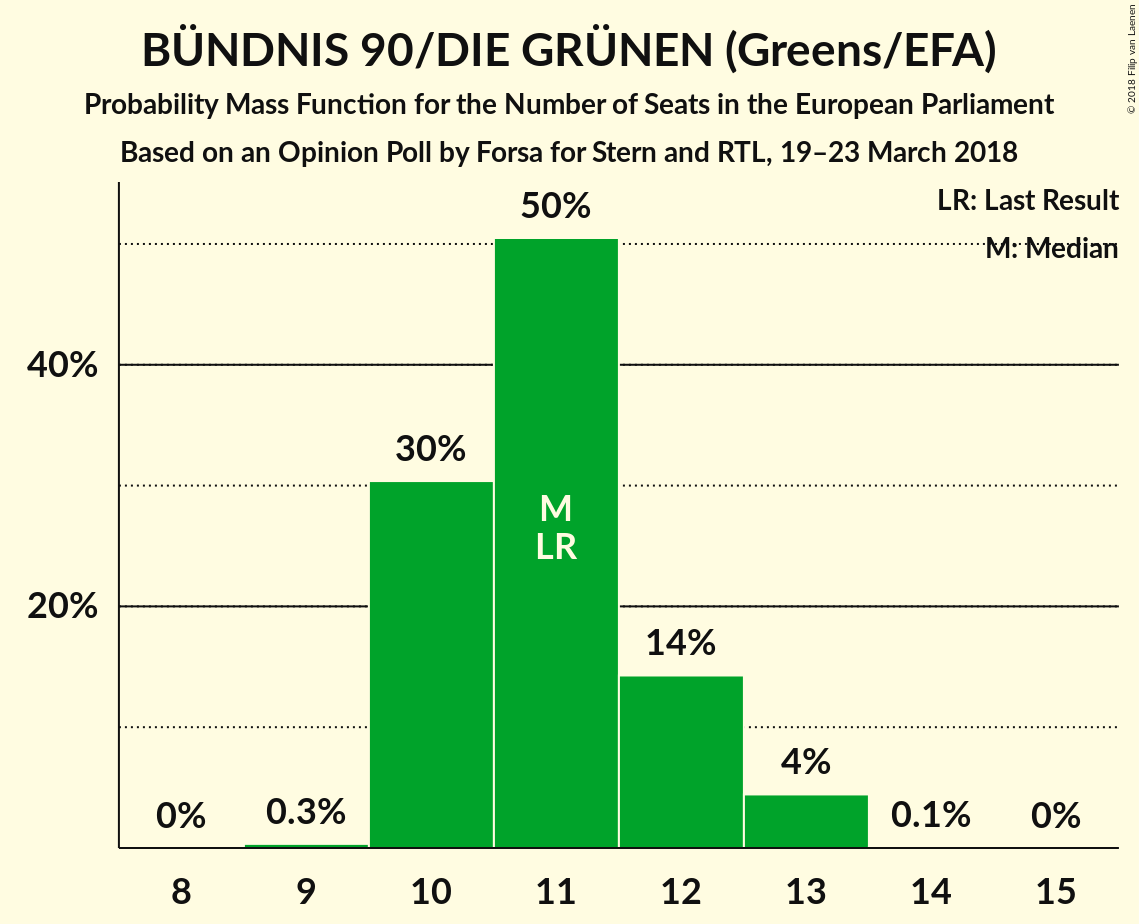 BÜNDNIS 90/DIE GRÜNEN (Greens/EFA)
Probability Mass Function for the Number of Seats in the European Parliament
Based on an Opinion Poll by Forsa for Stern and RTL, 19–23 March 2018
© 2018 Filip van Laenen
LR: Last Result
M: Median
50%
40%
30%
M
LR
20%
14%
4%
0%
0.3%
0.1%
0%
8 9 10 11 12 13 14 15